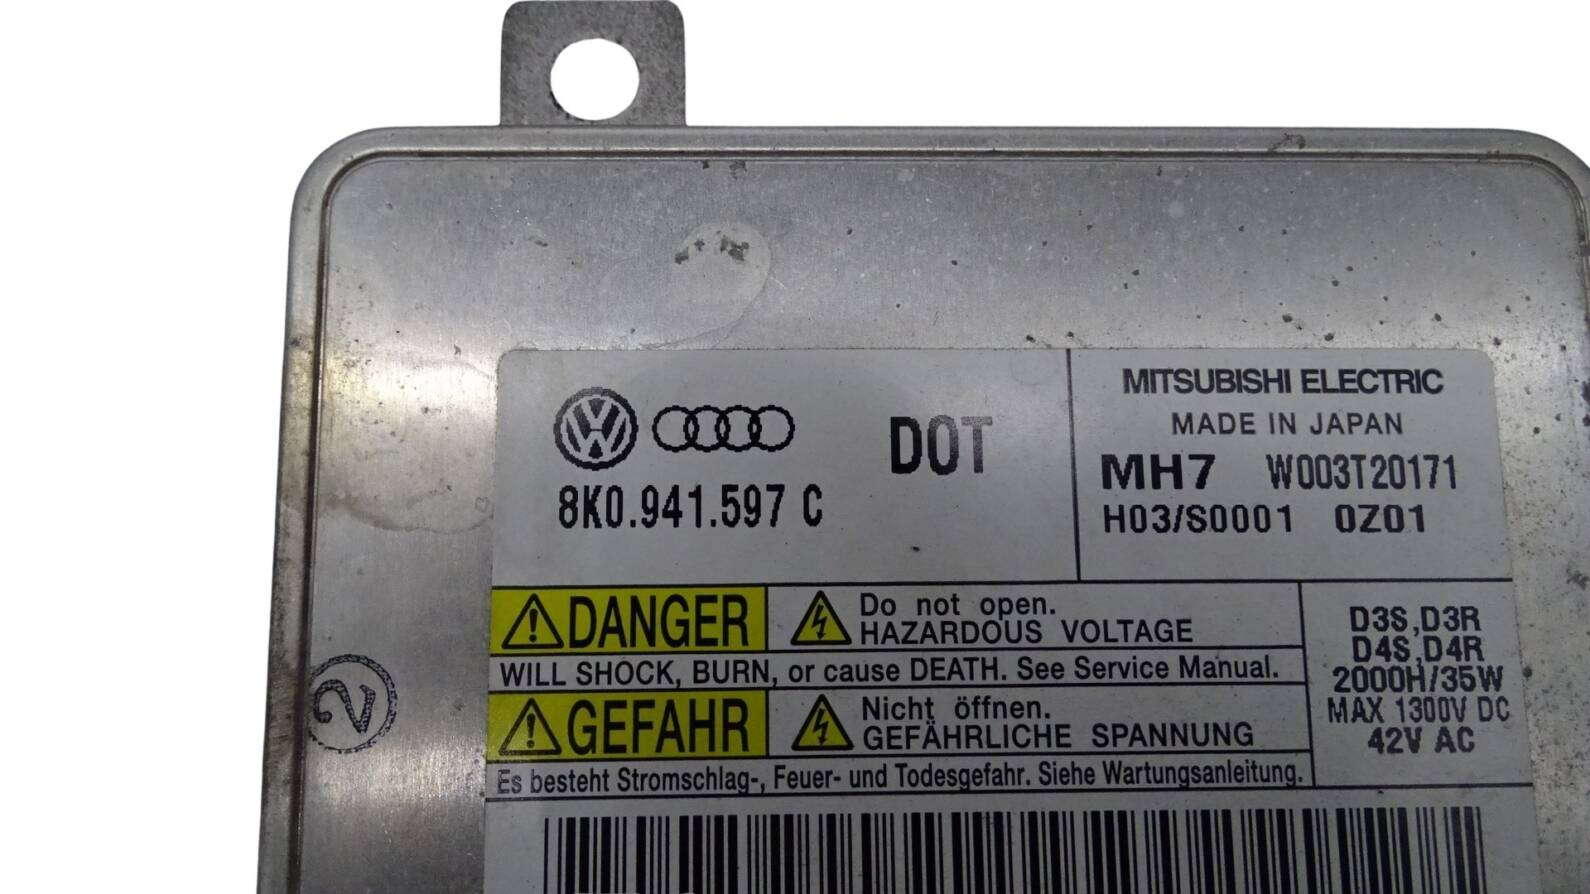 8K0.941.597 C
DOT
MITSUBISHI ELECTRIC
MADE IN JAPAN
MH7 W003T20171
H03/S0001 0Z01
DANGER
Do not open.
HAZARDOUS VOLTAGE
WILL SHOCK, BURN, or cause DEATH. See Service Manual.
GEFAHR
Nicht öffnen.
GEFÄHRLICHE SPANNUNG
Es besteht Stromschlag-, Feuer- und Todesgefahr. Siehe Wartungsanleitung.
D3S,D3R
D4S,D4R
2000H/35W
MAX 1300V DC
42V AC
2